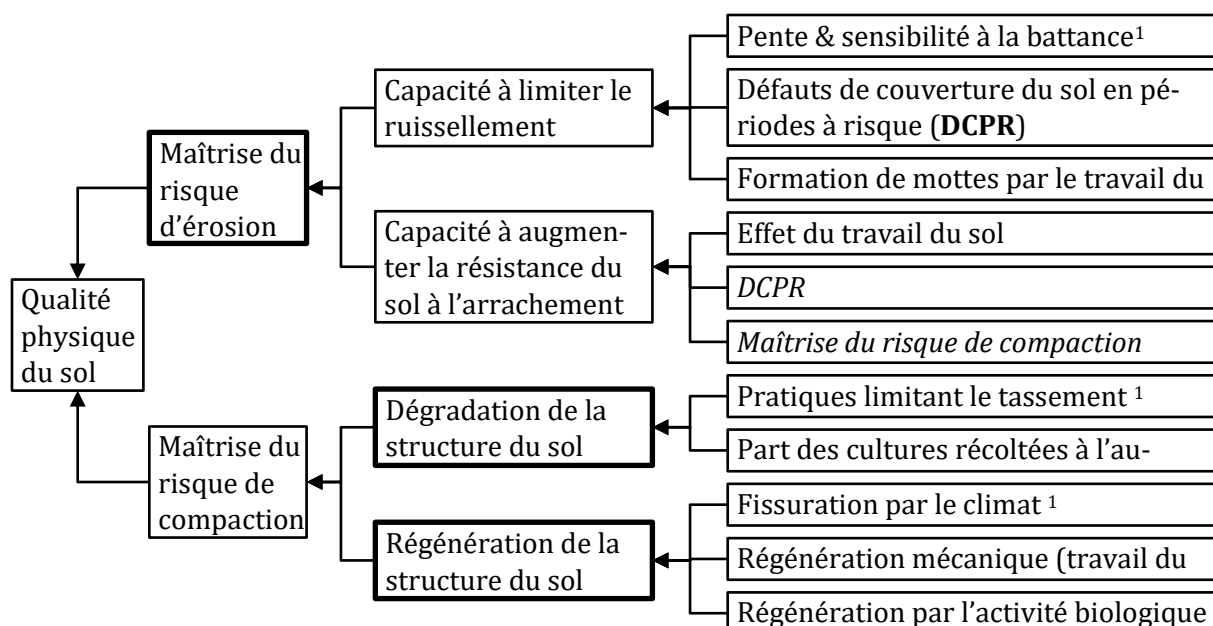 Pente & sensibilité à la battance¹
Capacité à limiter le
ruissellement
Défauts de couverture du sol en pé-
riodes à risque (DCPR)
Maîtrise du
risque
d’érosion
Formation de mottes par le travail du
Capacité à augmen-
ter la résistance du
sol à l’arrachement
Effet du travail du sol
DCPR
Maîtrise du risque de compaction
Qualité
physique
du sol
Dégradation de la
structure du sol
Pratiques limitant le tassement ¹
Part des cultures récoltées à l’au-
Maîtrise du
risque de
compaction
Fissuration par le climat ¹
Régénération de la
structure du sol
Régénération mécanique (travail du
Régénération par l’activité biologique